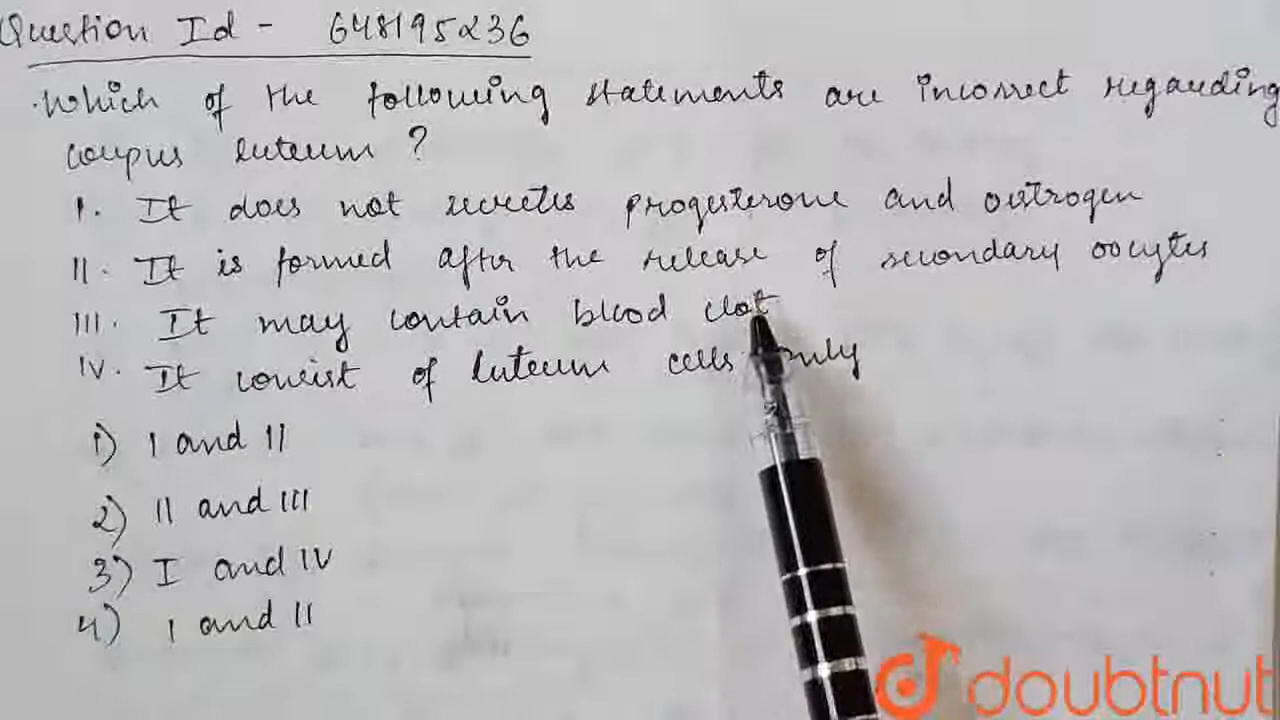 Question Id - 648195236
Which of the following statements are incorrect regarding
corpus luteum ?
I. It does not secretes progesterone and oestrogen
II. It is formed after the release of secondary oocytes
III. It may contain blood clot
IV. It consist of luteum cells only
1) I and II
2) II and III
3) I and IV
4) I and II
doubtnut